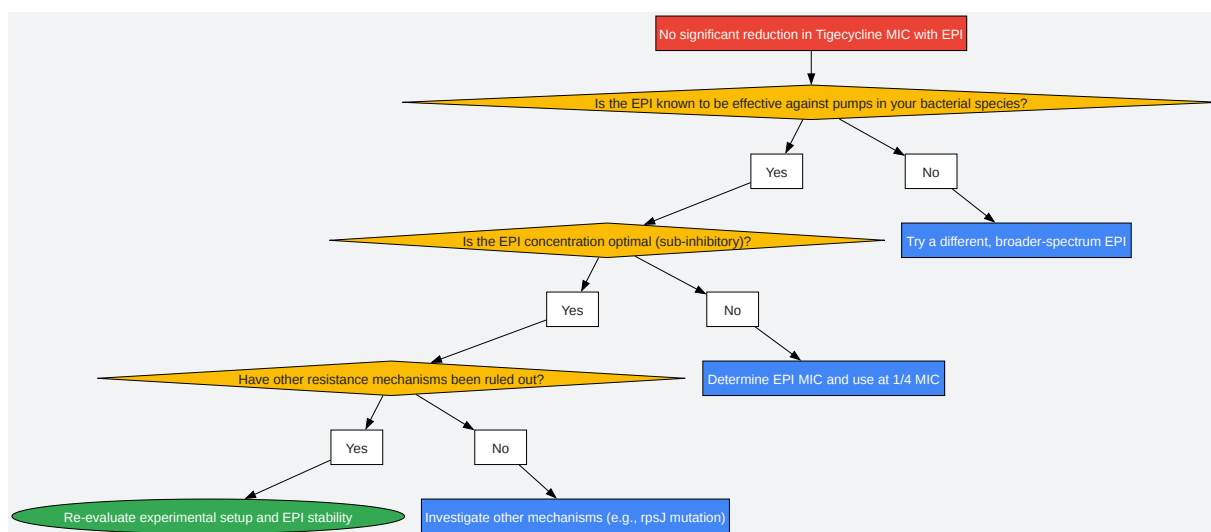 No significant reduction in Tigecycline MIC with EPI
Is the EPI known to be effective against pumps in your bacterial species?
Yes
No
Try a different, broader-spectrum EPI
Is the EPI concentration optimal (sub-inhibitory)?
Yes
No
Determine EPI MIC and use at 1/4 MIC
Have other resistance mechanisms been ruled out?
Yes
No
Re-evaluate experimental setup and EPI stability
Investigate other mechanisms (e.g., rpsJ mutation)